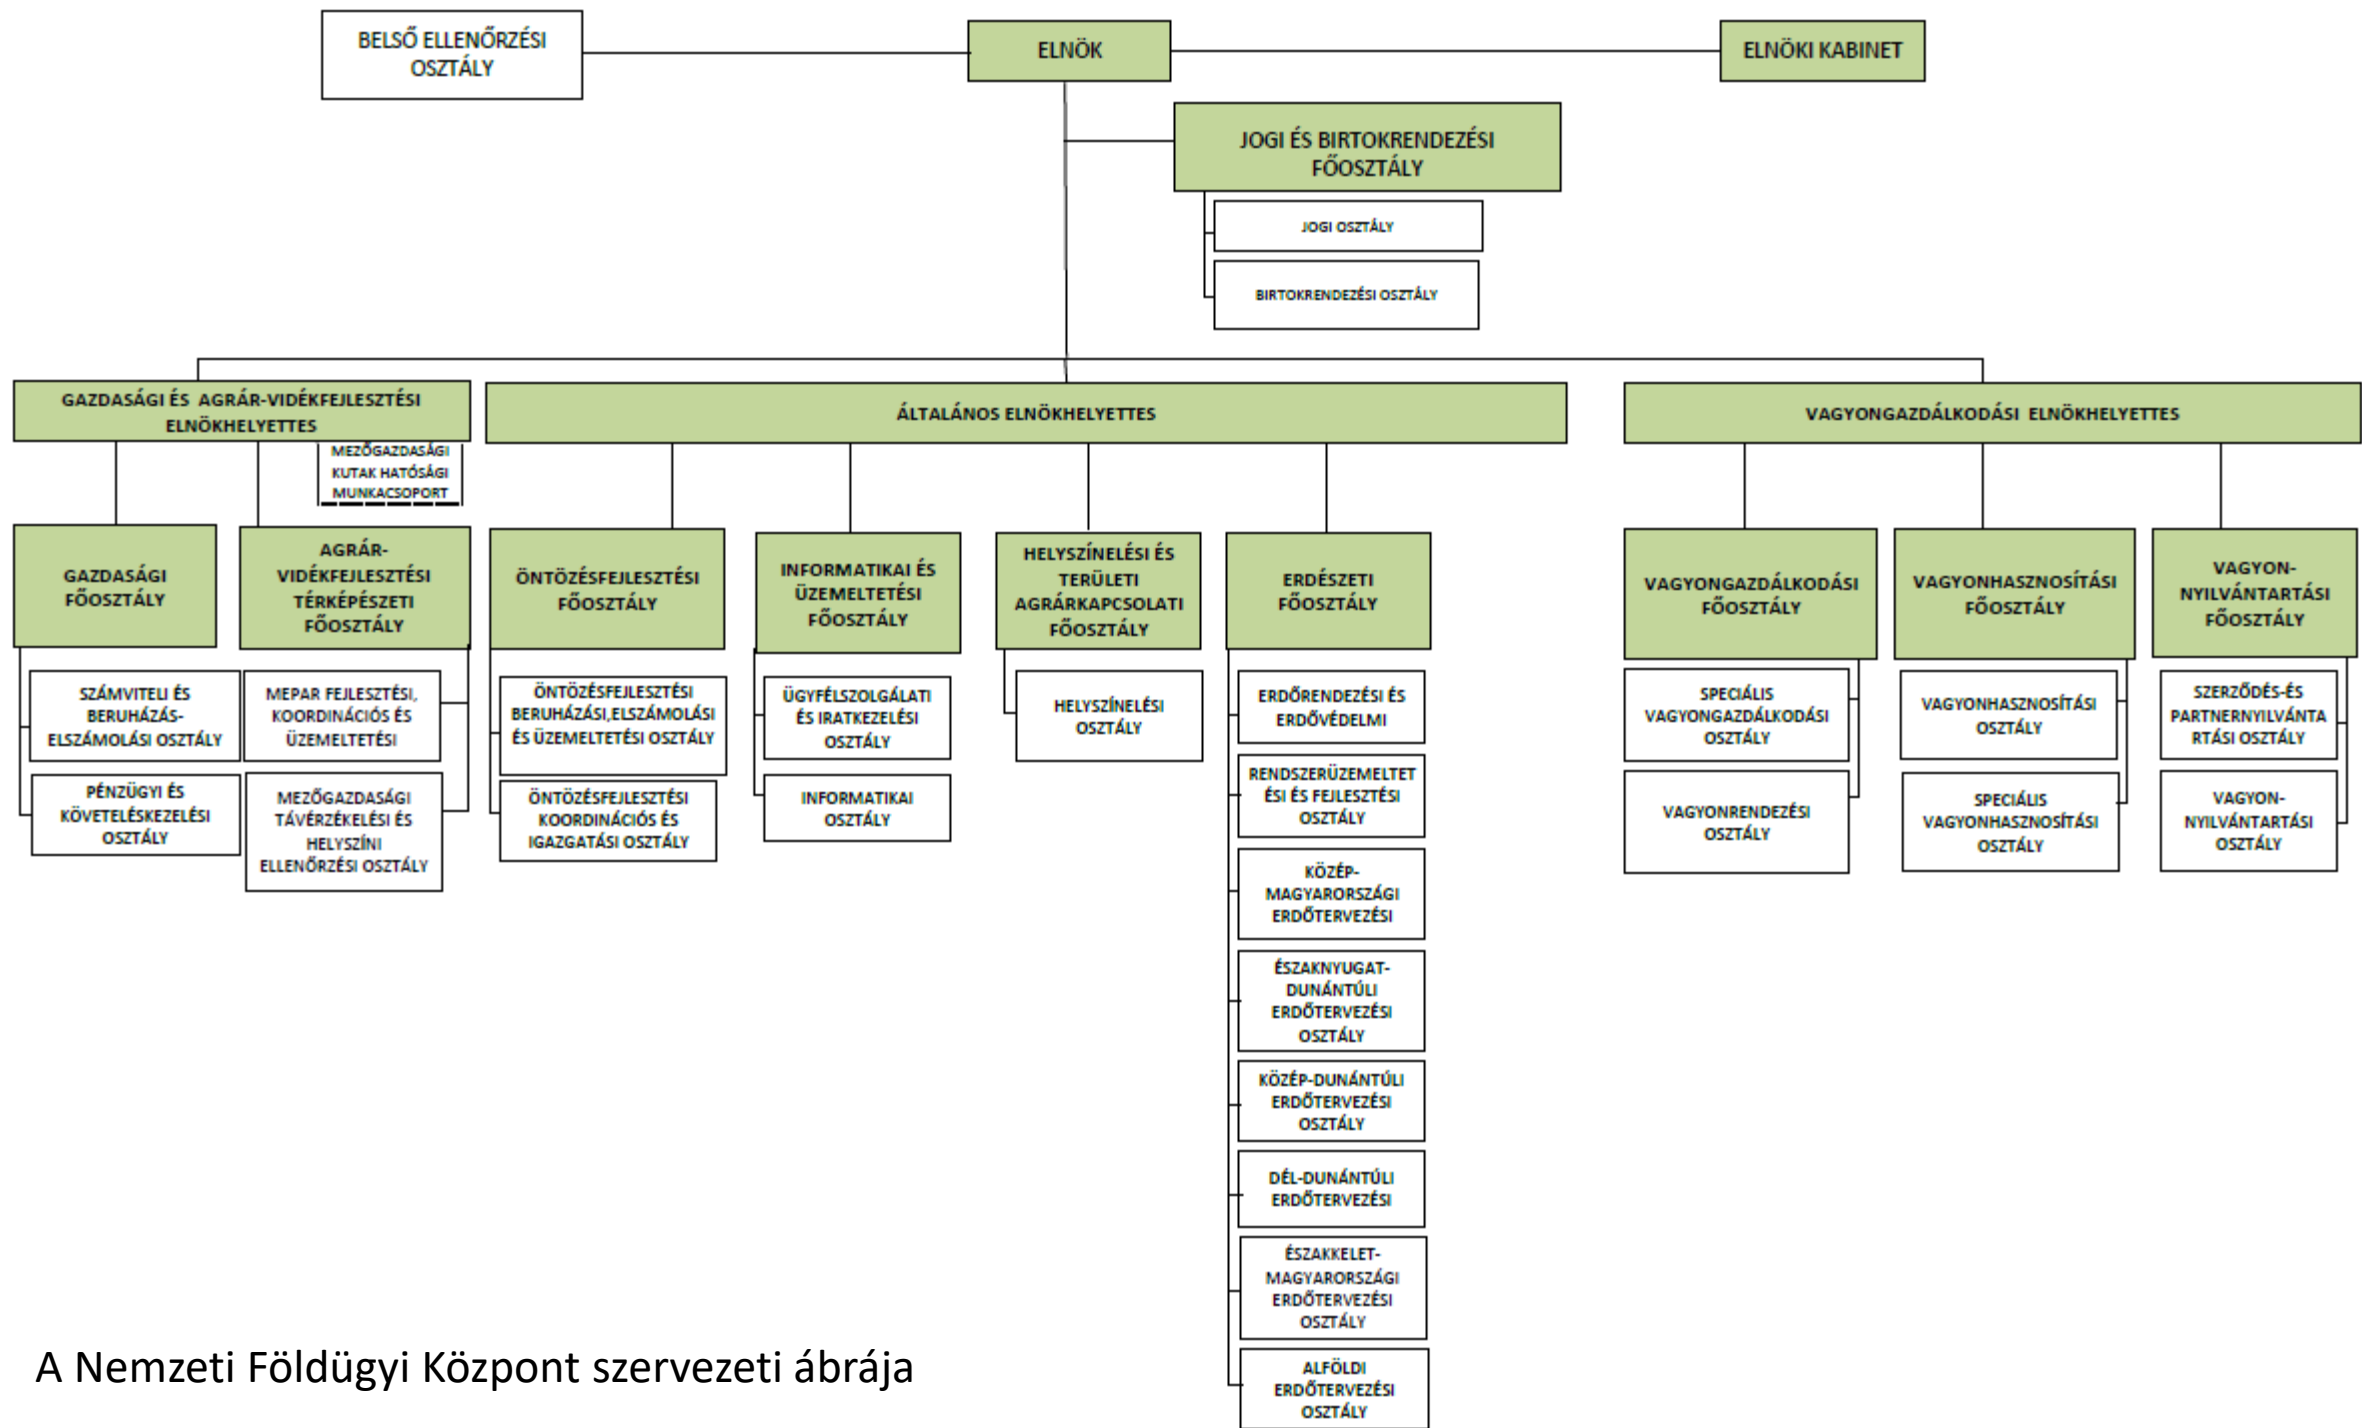 BELSŐ ELLENŐRZÉSI
OSZTÁLY
ELNÖK
ELNÖKI KABINET
JOGI ÉS BIRTOKRENDEZÉSI
FŐOSZTÁLY
JOGI OSZTÁLY
BIRTOKRENDEZÉSI OSZTÁLY
GAZDASÁGI ÉS AGRÁR-VIDÉKFEJLESZTÉSI
ELNÖKHELYETTES
MEZŐGAZDASÁGI
KUTAK HATÓSÁGI
MUNKACSOPORT
GAZDASÁGI
FŐOSZTÁLY
SZÁMVITELI ÉS
BERUHÁZÁS-
ELSZÁMOLÁSI OSZTÁLY
PÉNZÜGYI ÉS
KÖVETELÉSKEZELÉSI
OSZTÁLY
AGRÁR-
VIDÉKFEJLESZTÉSI
TÉRKÉPÉSZETI
FŐOSZTÁLY
MEPAR FEJLESZTÉSI,
KOORDINÁCIÓS ÉS
ÜZEMELTETÉSI
MEZŐGAZDASÁGI
TÁVÉRZÉKELÉSI ÉS
HELYSZÍNI
ELLENŐRZÉSI OSZTÁLY
ÁLTALÁNOS ELNÖKHELYETTES
ÖNTÖZÉSFEJLESZTÉSI
FŐOSZTÁLY
ÖNTÖZÉSFEJLESZTÉSI
BERUHÁZÁSI,ELSZÁMOLÁSI
ÉS ÜZEMELTETÉSI OSZTÁLY
ÖNTÖZÉSFEJLESZTÉSI
KOORDINÁCIÓS ÉS
IGAZGATÁSI OSZTÁLY
INFORMATIKAI ÉS
ÜZEMELTETÉSI
FŐOSZTÁLY
ÜGYFÉLSZOLGÁLATI
ÉS IRATKEZELÉSI
OSZTÁLY
INFORMATIKAI
OSZTÁLY
HELYSZÍNELÉSI ÉS
TERÜLETI
AGRÁRKAPCSOLATI
FŐOSZTÁLY
HELYSZÍNELÉSI
OSZTÁLY
ERDÉSZETI
FŐOSZTÁLY
ERDŐRENDEZÉSI ÉS
ERDŐVÉDELMI
RENDSZERÜZEMELTET
ÉSI ÉS FEJLESZTÉSI
OSZTÁLY
KÖZÉP-
MAGYARORSZÁGI
ERDŐTERVEZÉSI
ÉSZAKNYUGAT-
DUNÁNTÚLI
ERDŐTERVEZÉSI
OSZTÁLY
KÖZÉP-DUNÁNTÚLI
ERDŐTERVEZÉSI
OSZTÁLY
DÉL-DUNÁNTÚLI
ERDŐTERVEZÉSI
ÉSZAKKELET-
MAGYARORSZÁGI
ERDŐTERVEZÉSI
OSZTÁLY
ALFÖLDI
ERDŐTERVEZÉSI
OSZTÁLY
VAGYONGAZDÁLKODÁSI ELNÖKHELYETTES
VAGYONGAZDÁLKODÁSI
FŐOSZTÁLY
SPECIÁLIS
VAGYONGAZDÁLKODÁSI
OSZTÁLY
VAGYONRENDEZÉSI
OSZTÁLY
VAGYONHASZNOSÍTÁSI
FŐOSZTÁLY
VAGYONHASZNOSÍTÁSI
OSZTÁLY
SPECIÁLIS
VAGYONHASZNOSÍTÁSI
OSZTÁLY
VAGYON-
NYILVÁNTARTÁSI
FŐOSZTÁLY
SZERZŐDÉS-ÉS
PARTNERNYILVÁNTA
RTÁSI OSZTÁLY
VAGYON-
NYILVÁNTARTÁSI
OSZTÁLY
A Nemzeti Földügyi Központ szervezeti ábrája